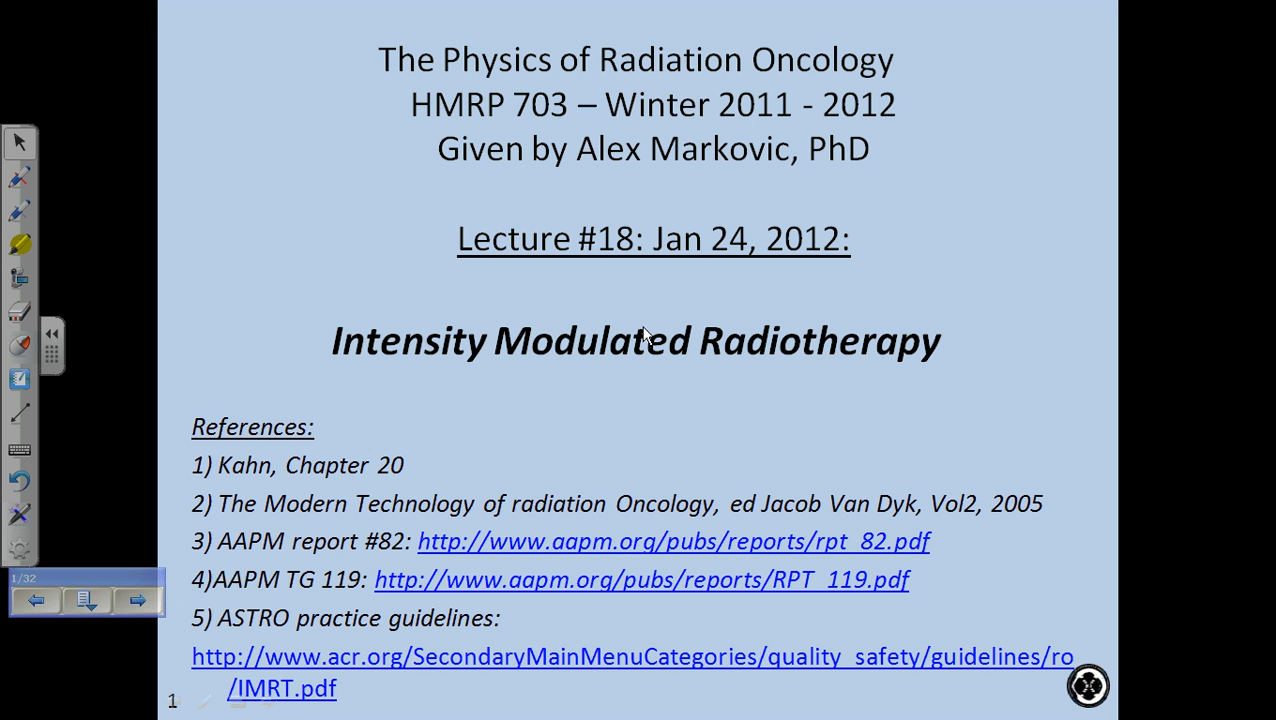 The Physics of Radiation Oncology
HMRP 703 – Winter 2011 - 2012
Given by Alex Markovic, PhD
Lecture #18: Jan 24, 2012:
Intensity Modulated Radiotherapy
References:
1) Kahn, Chapter 20
2) The Modern Technology of radiation Oncology, ed Jacob Van Dyk, Vol2, 2005
3) AAPM report #82: http://www.aapm.org/pubs/reports/rpt_82.pdf
4)AAPM TG 119: http://www.aapm.org/pubs/reports/RPT_119.pdf
5) ASTRO practice guidelines:
http://www.acr.org/SecondaryMainMenuCategories/quality_safety/guidelines/ro
/IMRT.pdf
1
1/32